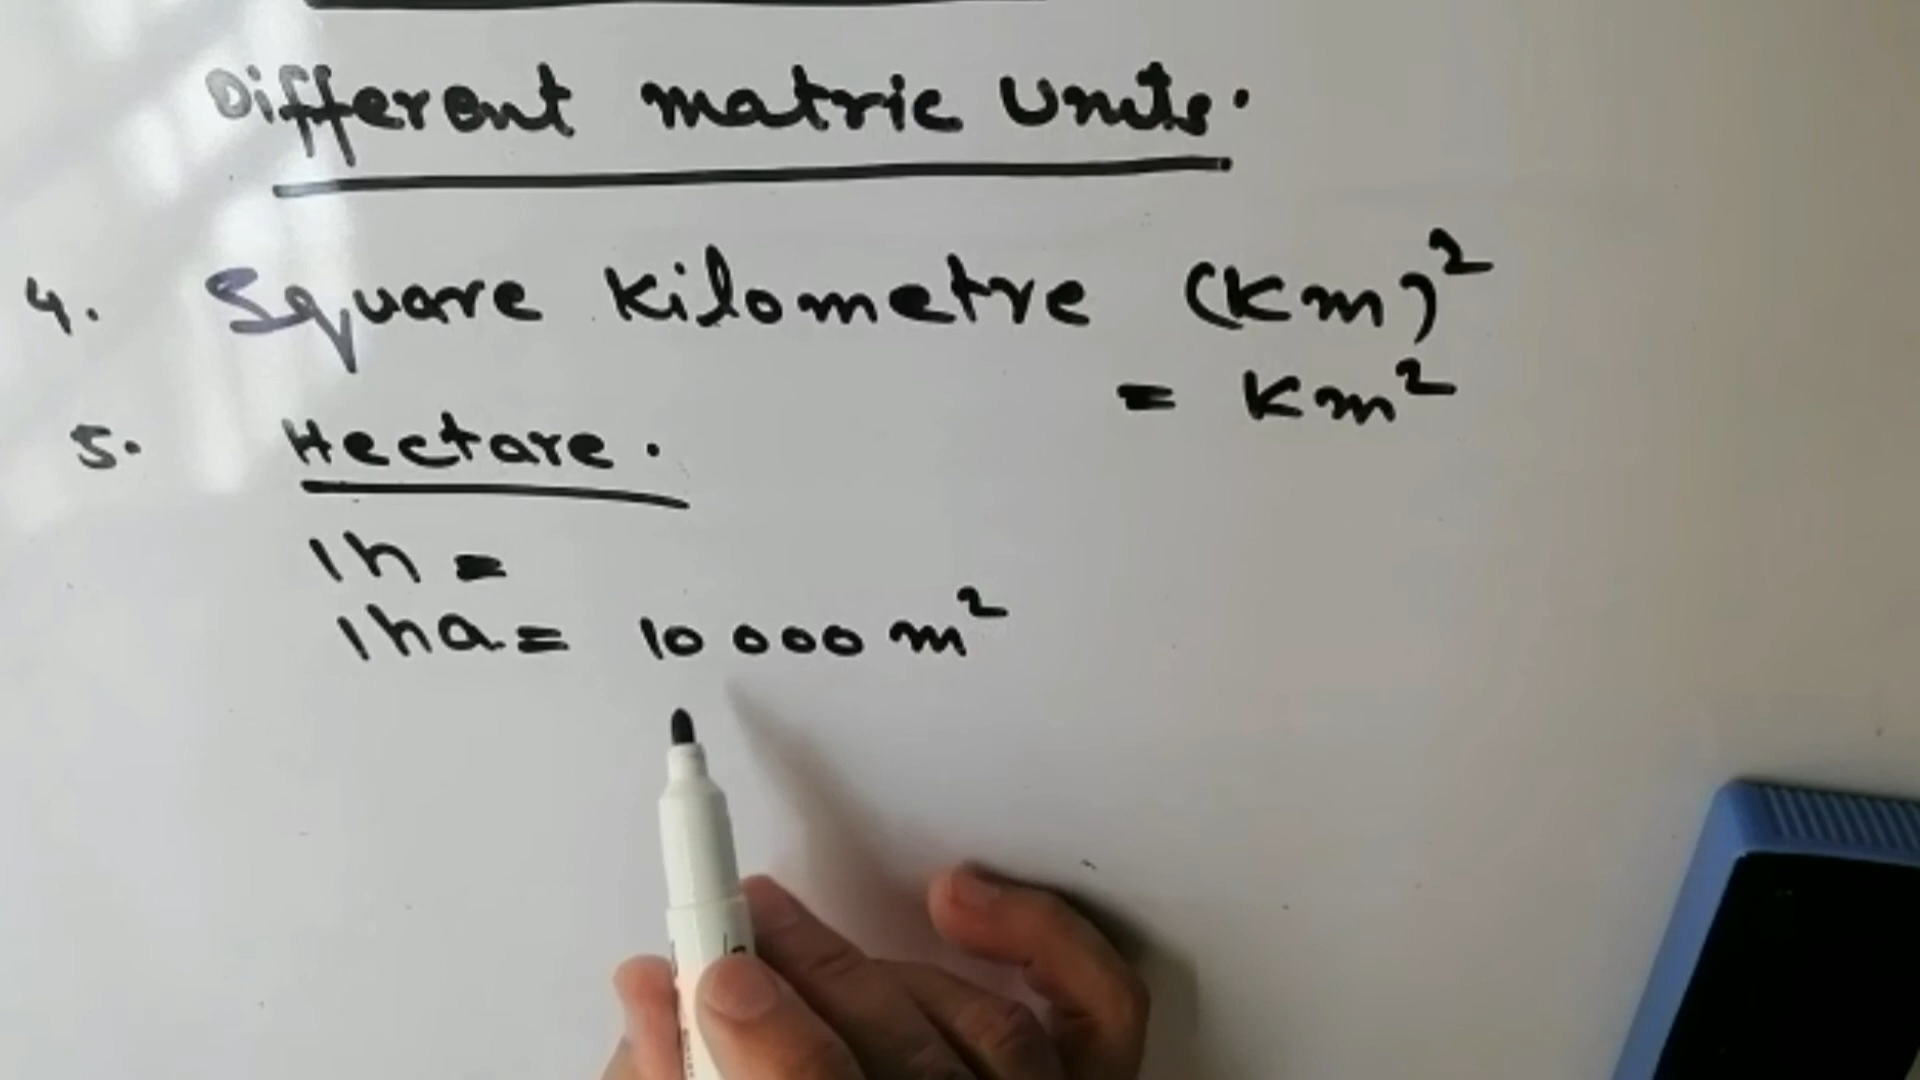 Different matric Units.
4. Square kilometre (Km)²
= Km²
5. Hectare.
1h =
1ha = 10 000 m²